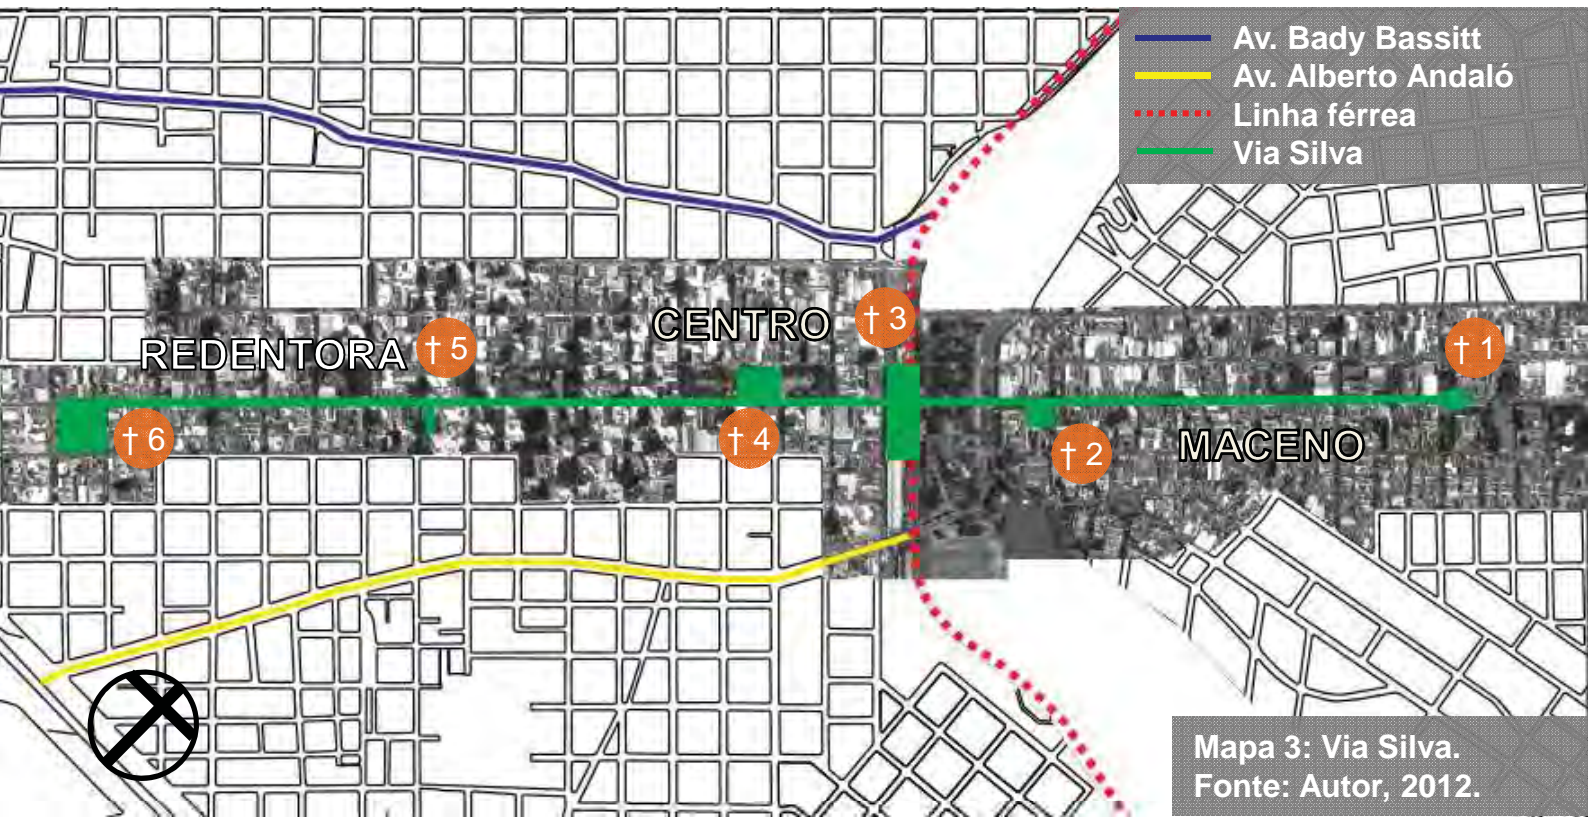 Av. Bady Bassitt
Av. Alberto Andaló
Linha férrea
Via Silva
CENTRO
† 3
REDENTORA
† 5
† 1
† 6
† 4
† 2
MACENO
Mapa 3: Via Silva.
Fonte: Autor, 2012.